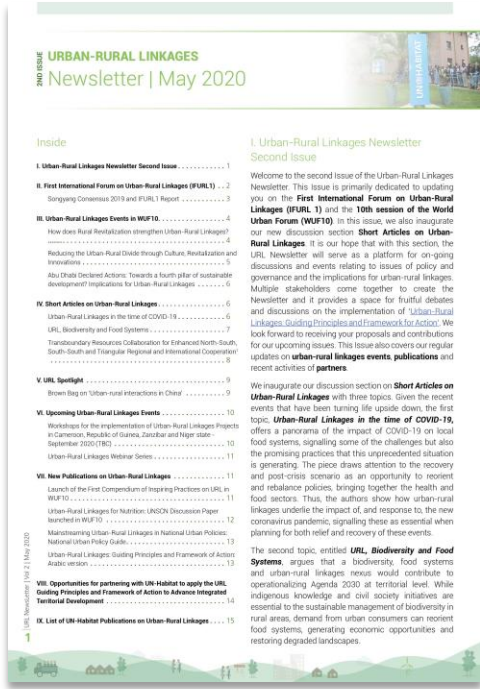 2ND ISSUE
URBAN-RURAL LINKAGES
Newsletter | May 2020
UN HABITAT
Inside
I. Urban-Rural Linkages Newsletter Second Issue . . . . . . . . . . . . 1
II. First International Forum on Urban-Rural Linkages (IFURL1) . . 2
Songyang Consensus 2019 and IFURL1 Report . . . . . . . . . . . 3
III. Urban-Rural Linkages Events in WUF10. . . . . . . . . . . . . . . . . 4
How does Rural Revitalization strengthen Urban-Rural Linkages?
. . . . . . . . . . . . . . . . . . . . . . . . . . . . . . . . . . . . . . . . 4
Reducing the Urban-Rural Divide through Culture, Revitalization and
Innovations . . . . . . . . . . . . . . . . . . . . . . . . . . . . . . . . . . . . 5
Abu Dhabi Declared Actions: Towards a fourth pillar of sustainable
development? Implications for Urban-Rural Linkages . . . . . . . . 6
IV. Short Articles on Urban-Rural Linkages. . . . . . . . . . . . . . . . . 6
Urban-Rural Linkages in the time of COVID-19. . . . . . . . . . . . . 6
URL, Biodiversity and Food Systems . . . . . . . . . . . . . . . . . . . 7
Transboundary Resources Collaboration for Enhanced North-South,
South-South and Triangular Regional and International Cooperation'
. . . . . . . . . . . . . . . . . . . . . . . . . . . . . . . . . . . . . . . . 8
V. URL Spotlight . . . . . . . . . . . . . . . . . . . . . . . . . . . . . . . . . . 9
Brown Bag on 'Urban-rural interactions in China' . . . . . . . . . . 9
VI. Upcoming Urban-Rural Linkages Events . . . . . . . . . . . . . . . . 10
Workshops for the implementation of Urban-Rural Linkages Projects
in Cameroon, Republic of Guinea, Zanzibar and Niger state -
September 2020 (TBC) . . . . . . . . . . . . . . . . . . . . . . . . . . . 10
Urban-Rural Linkages Webinar Series . . . . . . . . . . . . . . . . . . 11
VII. New Publications on Urban-Rural Linkages . . . . . . . . . . . . . 11
Launch of the First Compendium of Inspiring Practices on URL in
WUF10 . . . . . . . . . . . . . . . . . . . . . . . . . . . . . . . . . . . . . . 11
Urban-Rural Linkages for Nutrition: UNSCN Discussion Paper
launched in WUF10 . . . . . . . . . . . . . . . . . . . . . . . . . . . . . 12
Mainstreaming Urban-Rural Linkages in National Urban Policies:
National Urban Policy Guide. . . . . . . . . . . . . . . . . . . . . . . . . 13
Urban-Rural Linkages: Guiding Principles and Framework of Action:
Arabic version . . . . . . . . . . . . . . . . . . . . . . . . . . . . . . . . . 13
VIII. Opportunities for partnering with UN-Habitat to apply the URL
Guiding Principles and Framework of Action to Advance Integrated
Territorial Development . . . . . . . . . . . . . . . . . . . . . . . . . . . . 14
IX. List of UN-Habitat Publications on Urban-Rural Linkages . . . . 15
URL Newsletter | Vol 2 | May 2020
1
I. Urban-Rural Linkages Newsletter
Second Issue
Welcome to the second Issue of the Urban-Rural Linkages
Newsletter. This Issue is primarily dedicated to updating
you on the First International Forum on Urban-Rural
Linkages (IFURL 1) and the 10th session of the World
Urban Forum (WUF10). In this issue, we also inaugurate
our new discussion section Short Articles on Urban-
Rural Linkages. It is our hope that with this section, the
URL Newsletter will serve as a platform for on-going
discussions and events relating to issues of policy and
governance and the implications for urban-rural linkages.
Multiple stakeholders come together to create the
Newsletter and it provides a space for fruitful debates
and discussions on the implementation of 'Urban-Rural
Linkages: Guiding Principles and Framework for Action'. We
look forward to receiving your proposals and contributions
for our upcoming issues. This Issue also covers our regular
updates on urban-rural linkages events, publications and
recent activities of partners.
We inaugurate our discussion section on Short Articles on
Urban-Rural Linkages with three topics. Given the recent
events that have been turning life upside down, the first
topic, Urban-Rural Linkages in the time of COVID-19,
offers a panorama of the impact of COVID-19 on local
food systems, signalling some of the challenges but also
the promising practices that this unprecedented situation
is generating. The piece draws attention to the recovery
and post-crisis scenario as an opportunity to reorient
and rebalance policies, bringing together the health and
food sectors. Thus, the authors show how urban-rural
linkages underlie the impact of, and response to, the new
coronavirus pandemic, signalling these as essential when
planning for both relief and recovery of these events.
The second topic, entitled URL, Biodiversity and Food
Systems, argues that a biodiversity, food systems
and urban-rural linkages nexus would contribute to
operationalizing Agenda 2030 at territorial level. While
indigenous knowledge and civil society initiatives are
essential to the sustainable management of biodiversity in
rural areas, demand from urban consumers can reorient
food systems, generating economic opportunities and
restoring degraded landscapes.